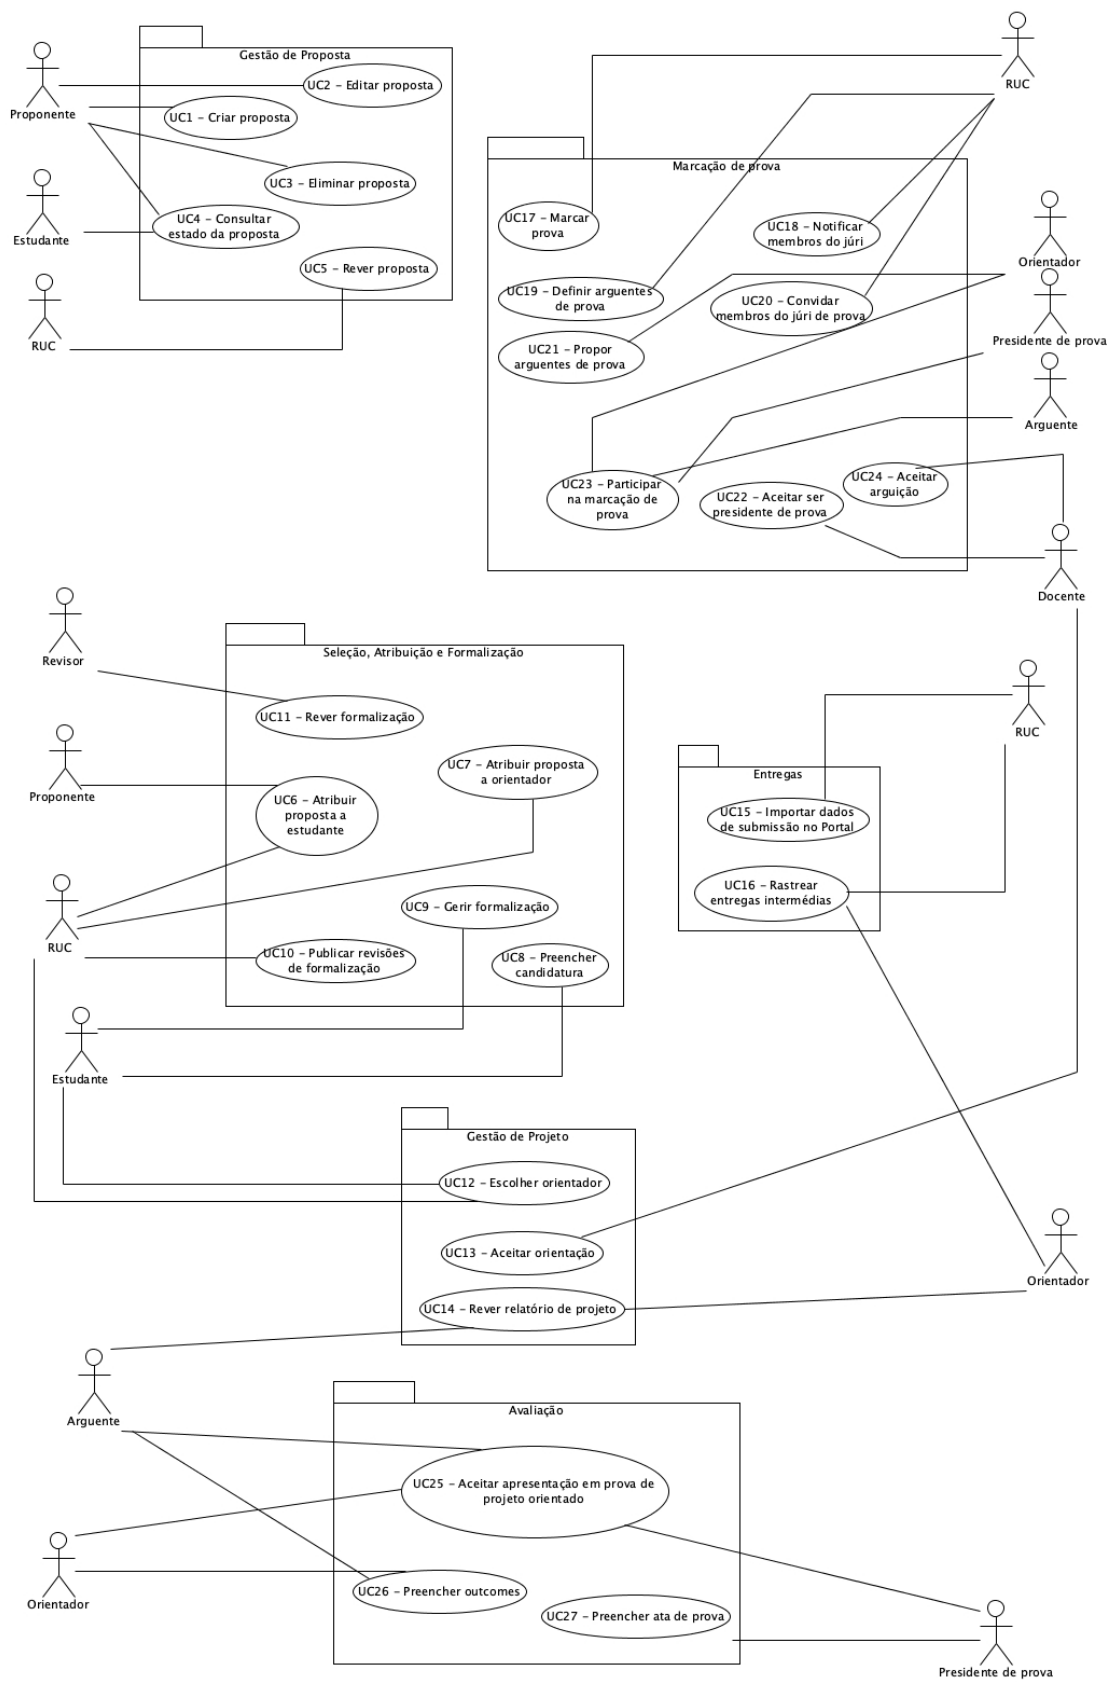 Gestão de Proposta
UC2 – Editar proposta
Proponente
UC1 – Criar proposta
UC3 – Eliminar proposta
UC4 – Consultar
estado da proposta
Estudante
UC5 – Rever proposta
RUC
RUC
Marcação de prova
UC17 – Marcar
prova
UC18 – Notificar
membros do júri
Orientador
UC19 – Definir arguentes
de prova
UC20 – Convidar
membros do júri de prova
Presidente de prova
UC21 – Propor
arguentes de prova
Arguente
UC23 – Participar
na marcação de
prova
UC22 – Aceitar ser
presidente de prova
UC24 – Aceitar
arguição
Docente
Revisor
Seleção, Atribuição e Formalização
UC11 – Rever formalização
Proponente
UC7 – Atribuir proposta
a orientador
UC6 – Atribuir
proposta a
estudante
RUC
UC9 – Gerir formalização
UC10 – Publicar revisões
de formalização
UC8 – Preencher
candidatura
Estudante
RUC
Entregas
UC15 – Importar dados
de submissão no Portal
UC16 – Rastrear
entregas intermédias
Gestão de Projeto
UC12 – Escolher orientador
UC13 – Aceitar orientação
UC14 – Rever relatório de projeto
Orientador
Arguente
Avaliação
UC25 – Aceitar apresentação em prova de
projeto orientado
Orientador
UC26 – Preencher outcomes
UC27 – Preencher ata de prova
Presidente de prova